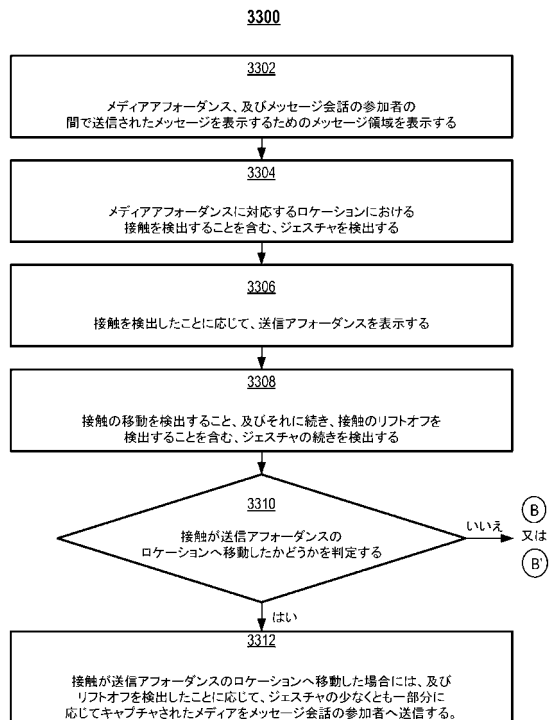 3300
3302
メディアアフォーダンス、及びメッセージ会話の参加者の
間で送信されたメッセージを表示するためのメッセージ領域を表示する
3304
メディアアフォーダンスに対応するロケーションにおける
接触を検出することを含む、ジェスチャを検出する
3306
接触を検出したことに応じて、送信アフォーダンスを表示する
3308
接触の移動を検出すること、及びそれに続き、接触のリフトオフを
検出することを含む、ジェスチャの続きを検出する
3310
接触が送信アフォーダンスの
ロケーションへ移動したかどうかを判定する
いいえ
B
又は
B'
はい
3312
接触が送信アフォーダンスのロケーションへ移動した場合には、及び
リフトオフを検出したことに応じて、ジェスチャの少なくとも一部分に
応じてキャプチャされたメディアをメッセージ会話の参加者へ送信する。